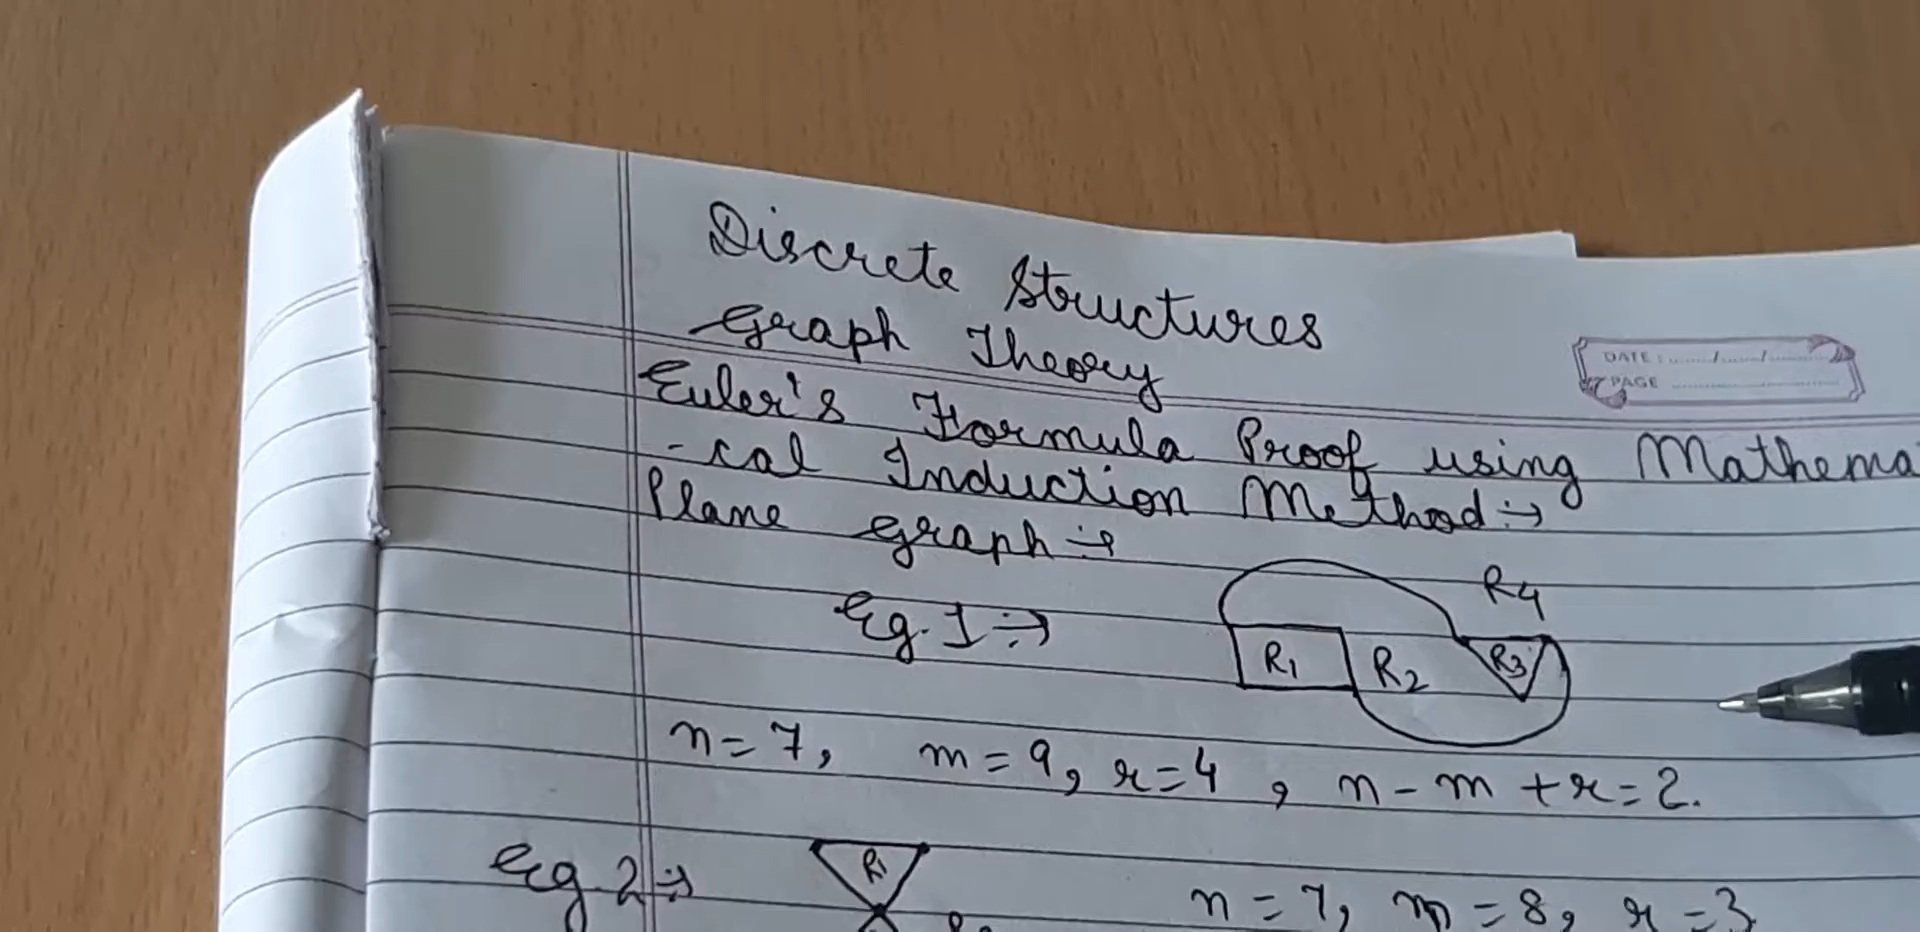 Discrete Structures
Graph Theory
DATE : ....../....../............
PAGE ..............................
Euler's Formula Proof using Mathema
-cal Induction Method :→
Plane graph :→
Eg. 1 :→
R4
R1 R2 R3
n = 7, m = 9, r = 4, n - m + r = 2.
Eg. 2 :→
R1
n = 7, m = 8, r = 3